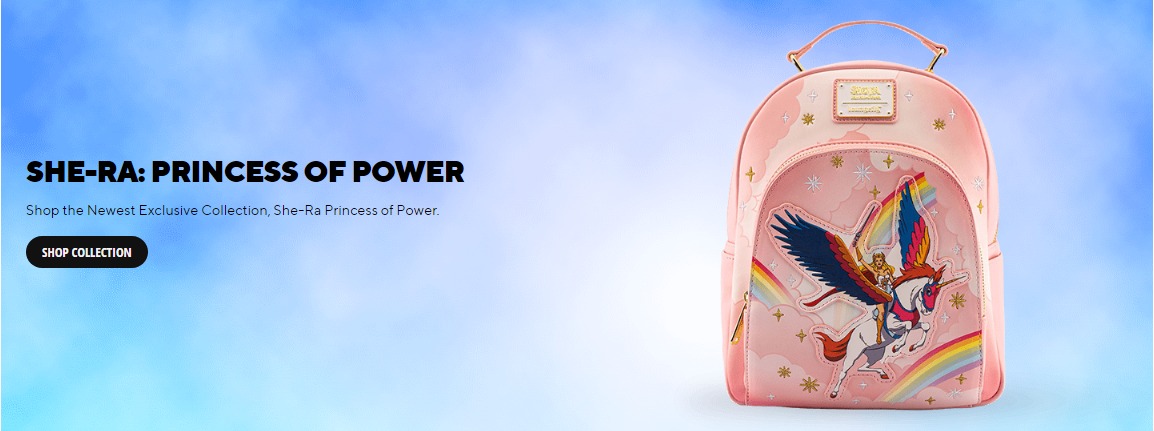 SHE-RA: PRINCESS OF POWER
Shop the Newest Exclusive Collection, She-Ra Princess of Power.
SHOP COLLECTION